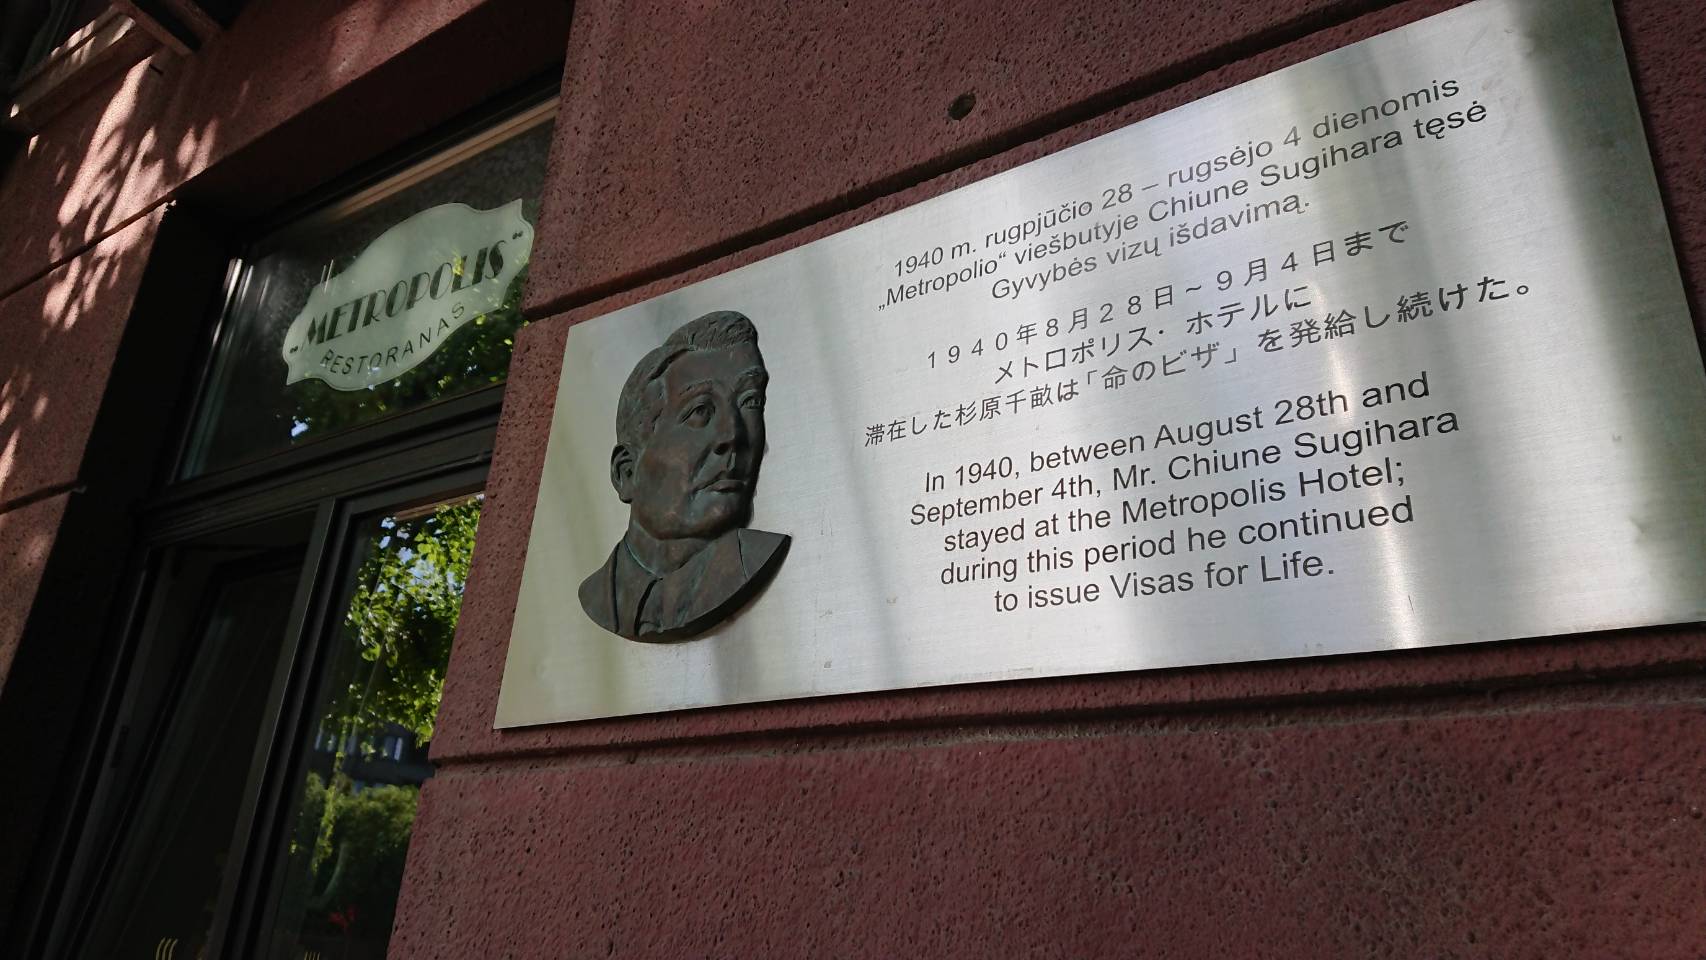 „METROPOLIS“
RESTORANAS
1940 m. rugpjūčio 28 – rugsėjo 4 dienomis
„Metropolio“ viešbutyje Chiune Sugihara tęsė
Gyvybės vizų išdavimą.
１９４０年８月２８日～９月４日まで
メトロポリス・ホテルに
滞在した杉原千畝は「命のビザ」を発給し続けた。
In 1940, between August 28th and
September 4th, Mr. Chiune Sugihara
stayed at the Metropolis Hotel;
during this period he continued
to issue Visas for Life.